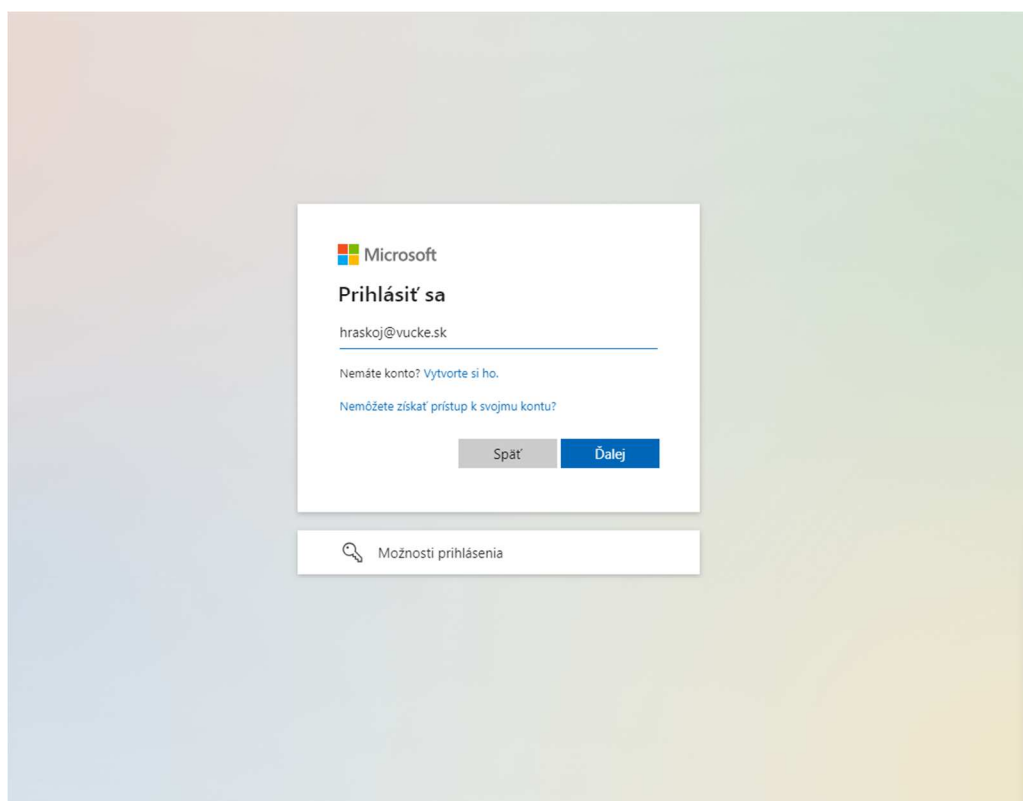 Microsoft
Prihlásiť sa
hraskoj@vucke.sk
Nemáte konto? Vytvorte si ho.
Nemôžete získať prístup k svojmu kontu?
Späť Ďalej
Možnosti prihlásenia